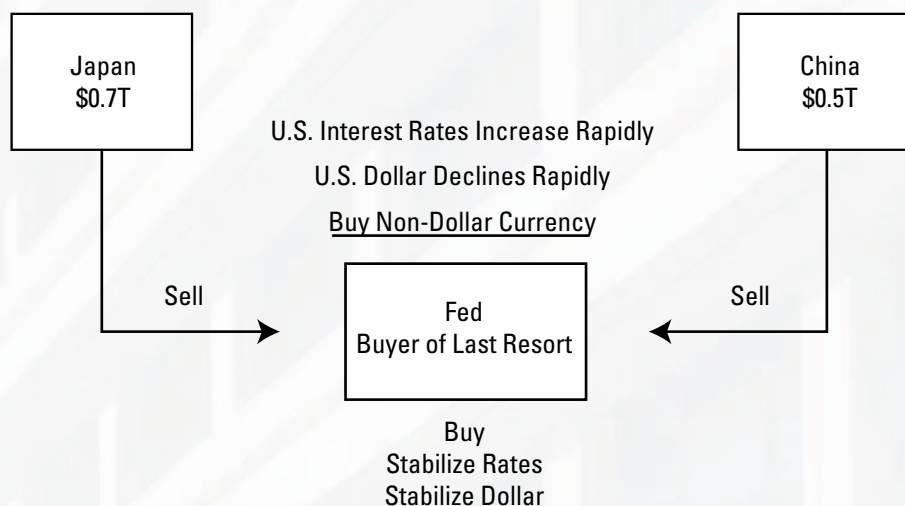 Japan
$0.7T
China
$0.5T
U.S. Interest Rates Increase Rapidly
U.S. Dollar Declines Rapidly
Buy Non-Dollar Currency
Sell
Sell
Fed
Buyer of Last Resort
Buy
Stabilize Rates
Stabilize Dollar